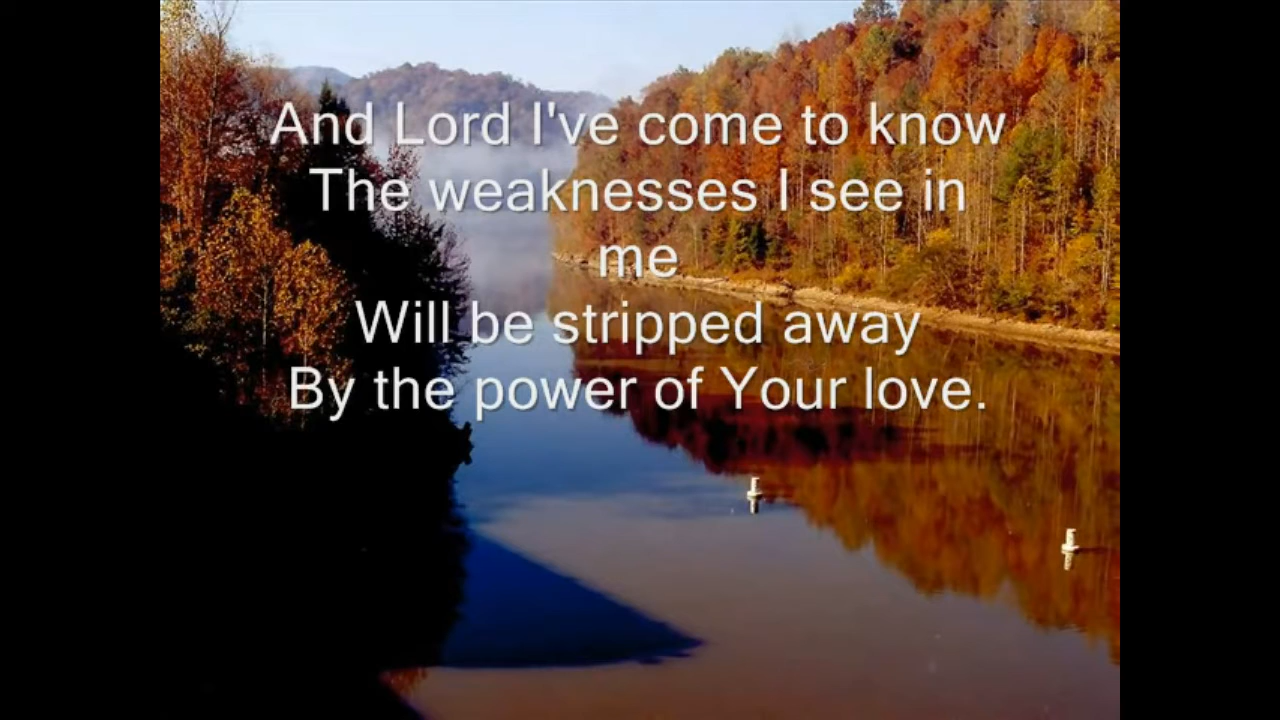 And Lord I've come to know
The weaknesses I see in
me
Will be stripped away
By the power of Your love.